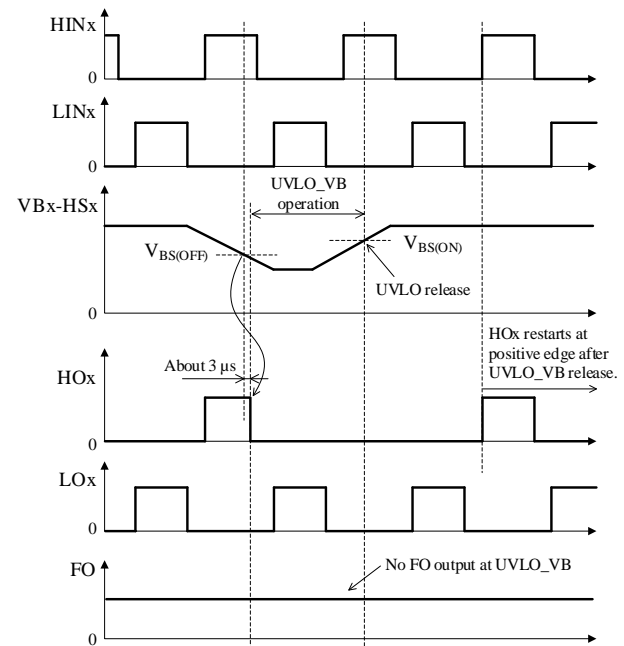 HINx
0
LINx
0
UVLO_VB
operation
VBx-HSx
VBS(OFF)
VBS(ON)
UVLO release
0
HOx restarts at
positive edge after
UVLO_VB release.
About 3 µs
HOx
0
LOx
0
No FO output at UVLO_VB
FO
0